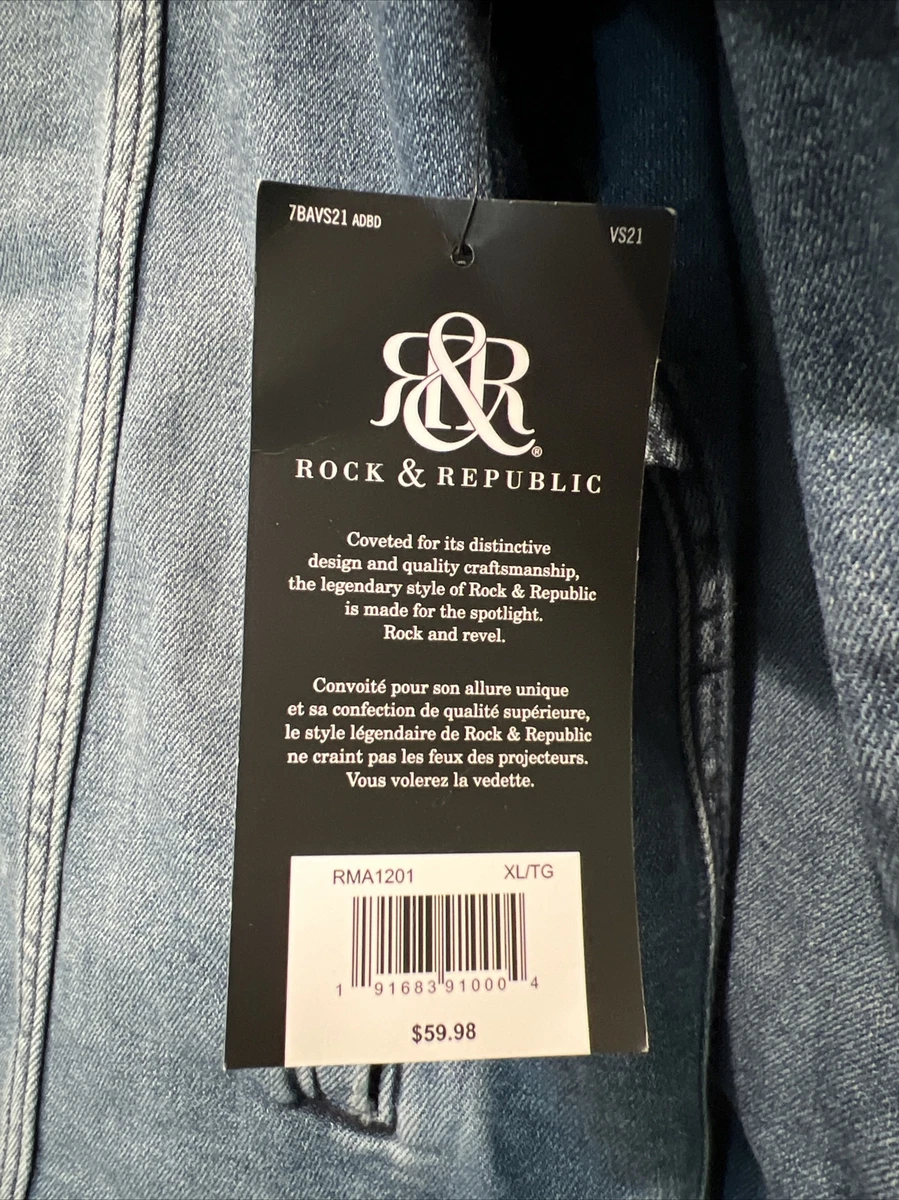 7BAVS21 ADBD
VS21
R&R®
ROCK & REPUBLIC
Coveted for its distinctive
design and quality craftsmanship,
the legendary style of Rock & Republic
is made for the spotlight.
Rock and revel.
Convoité pour son allure unique
et sa confection de qualité supérieure,
le style légendaire de Rock & Republic
ne craint pas les feux des projecteurs.
Vous volerez la vedette.
RMA1201 XL/TG
1 91683 91000 4
$59.98